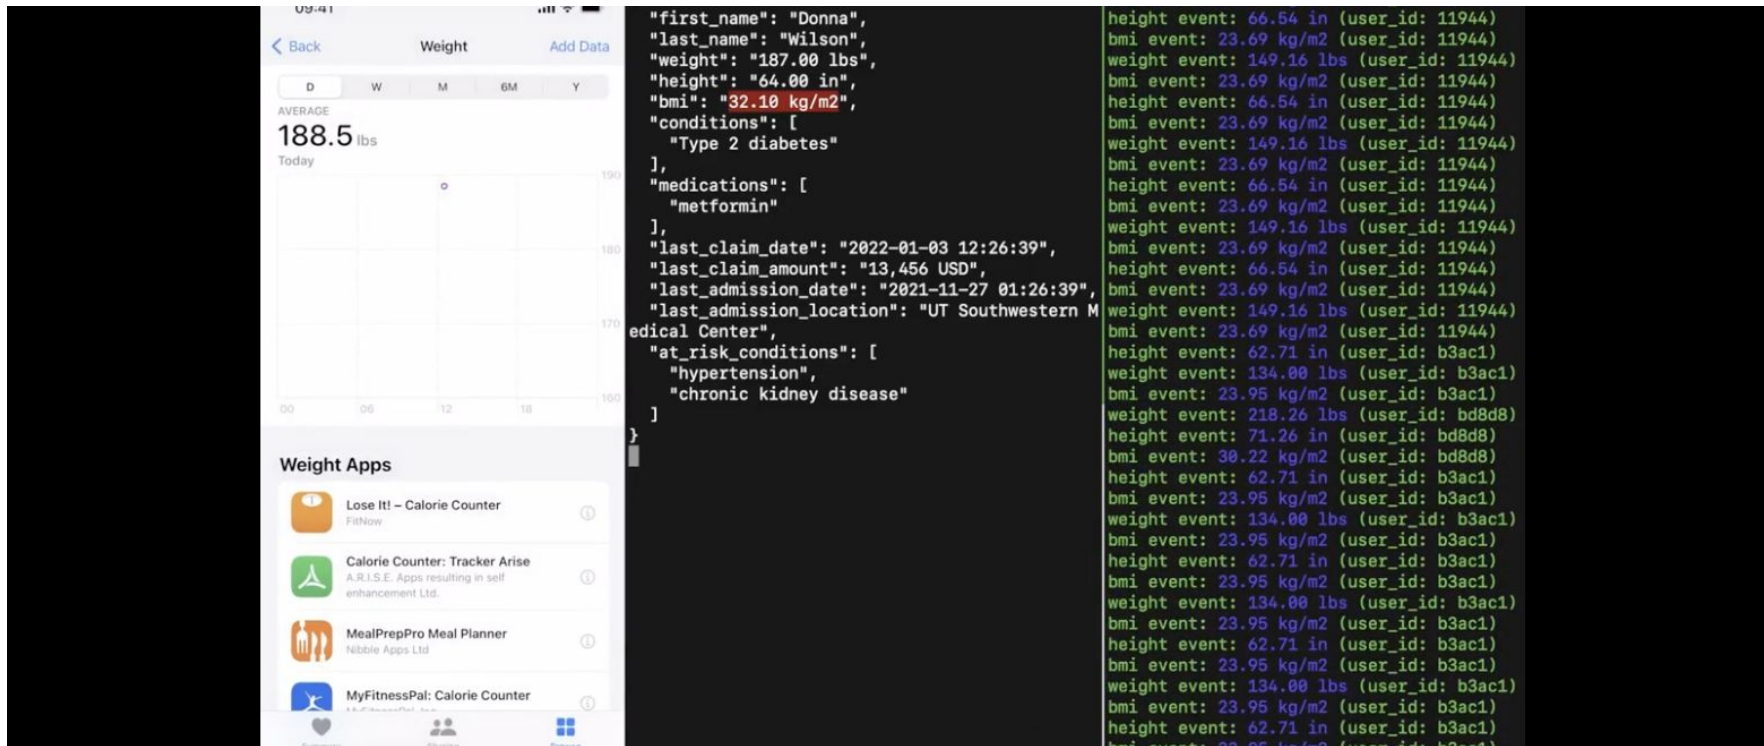 09:41
Back
Weight
Add Data
D W M 6M Y
AVERAGE
188.5 lbs
Today
190
180
170
160
00 06 12 18
Weight Apps
Lose It! – Calorie Counter
FitNow
Calorie Counter: Tracker Arise
A.R.I.S.E. Apps resulting in self
enhancement Ltd.
MealPrepPro Meal Planner
Nibble Apps Ltd
MyFitnessPal: Calorie Counter
"first_name": "Donna",
"last_name": "Wilson",
"weight": "187.00 lbs",
"height": "64.00 in",
"bmi": "32.10 kg/m2",
"conditions": [
"Type 2 diabetes"
],
"medications": [
"metformin"
],
"last_claim_date": "2022-01-03 12:26:39",
"last_claim_amount": "13,456 USD",
"last_admission_date": "2021-11-27 01:26:39",
"last_admission_location": "UT Southwestern M
edical Center",
"at_risk_conditions": [
"hypertension",
"chronic kidney disease"
]
}
height event: 66.54 in (user_id: 11944)
bmi event: 23.69 kg/m2 (user_id: 11944)
weight event: 149.16 lbs (user_id: 11944)
bmi event: 23.69 kg/m2 (user_id: 11944)
height event: 66.54 in (user_id: 11944)
bmi event: 23.69 kg/m2 (user_id: 11944)
weight event: 149.16 lbs (user_id: 11944)
bmi event: 23.69 kg/m2 (user_id: 11944)
height event: 66.54 in (user_id: 11944)
bmi event: 23.69 kg/m2 (user_id: 11944)
weight event: 149.16 lbs (user_id: 11944)
bmi event: 23.69 kg/m2 (user_id: 11944)
height event: 66.54 in (user_id: 11944)
bmi event: 23.69 kg/m2 (user_id: 11944)
weight event: 149.16 lbs (user_id: 11944)
bmi event: 23.69 kg/m2 (user_id: 11944)
height event: 62.71 in (user_id: b3ac1)
weight event: 134.00 lbs (user_id: b3ac1)
bmi event: 23.95 kg/m2 (user_id: b3ac1)
weight event: 218.26 lbs (user_id: bd8d8)
height event: 71.26 in (user_id: bd8d8)
bmi event: 30.22 kg/m2 (user_id: bd8d8)
height event: 62.71 in (user_id: b3ac1)
bmi event: 23.95 kg/m2 (user_id: b3ac1)
weight event: 134.00 lbs (user_id: b3ac1)
bmi event: 23.95 kg/m2 (user_id: b3ac1)
height event: 62.71 in (user_id: b3ac1)
bmi event: 23.95 kg/m2 (user_id: b3ac1)
weight event: 134.00 lbs (user_id: b3ac1)
bmi event: 23.95 kg/m2 (user_id: b3ac1)
height event: 62.71 in (user_id: b3ac1)
bmi event: 23.95 kg/m2 (user_id: b3ac1)
weight event: 134.00 lbs (user_id: b3ac1)
bmi event: 23.95 kg/m2 (user_id: b3ac1)
height event: 62.71 in (user_id: b3ac1)